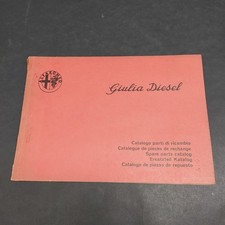 Giulia Diesel
Catalogo parti di ricambio
Catalogue de pièces de rechange
Spare parts catalog
Ersatzteil Katalog
Catalogo de piezas de repuesto